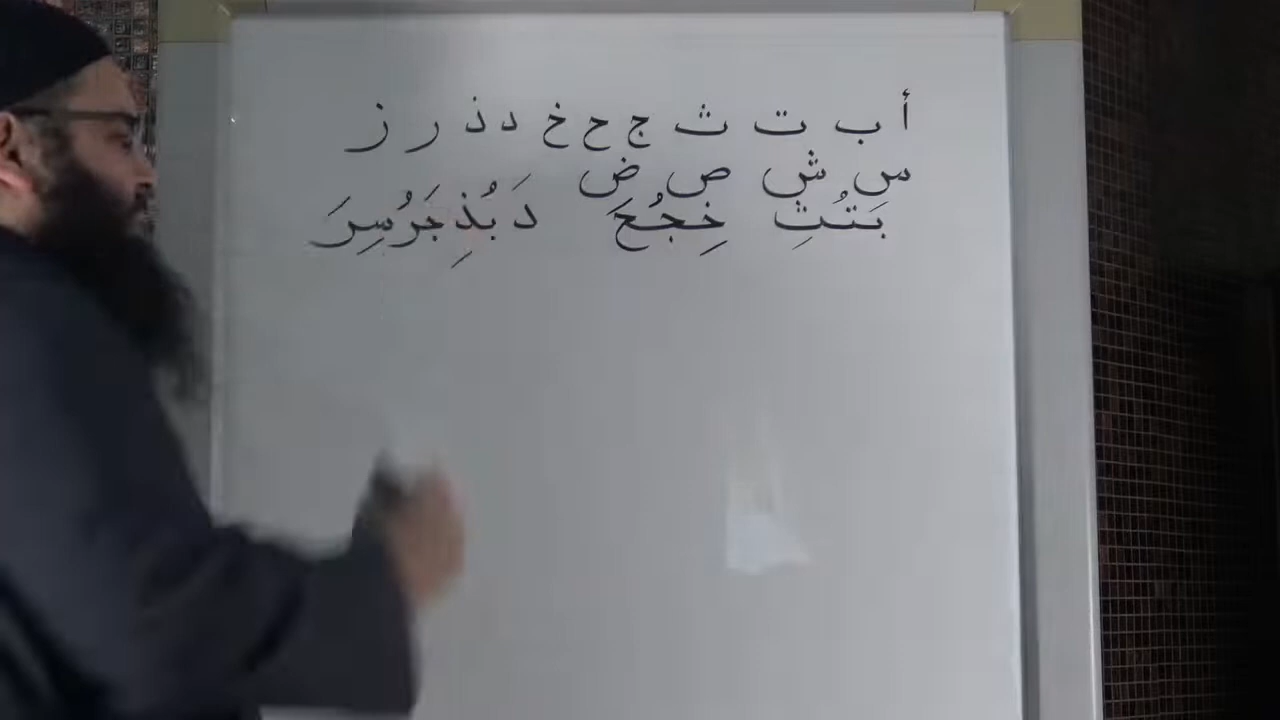 أ ب ت ث ج ح خ د ذ ر ز
س ش ص ض
بَتُثِ خِجُحَ دَ بُذِجَرُسِرَ